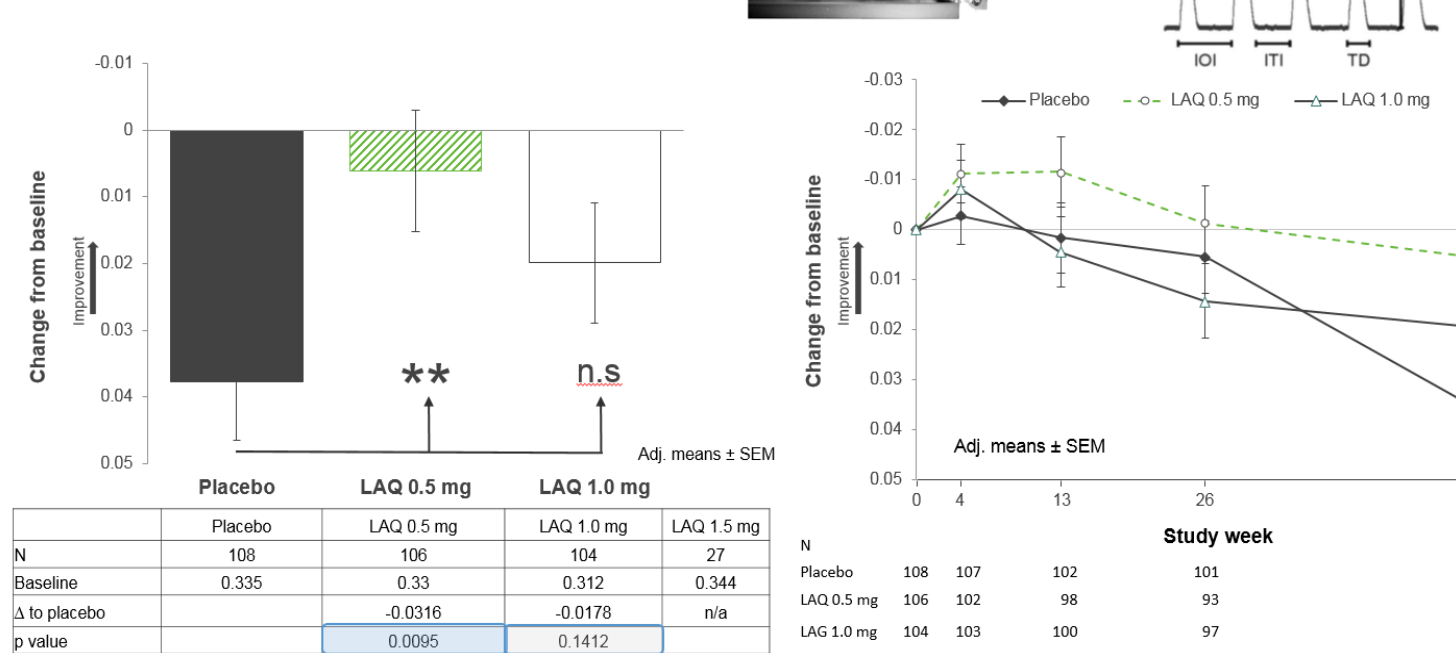 IOI ITI TD
-0.01
0
0.01
0.02
0.03
0.04
0.05
Change from baseline
Improvement
**
n.s
Adj. means ± SEM
Placebo LAQ 0.5 mg LAQ 1.0 mg
Placebo LAQ 0.5 mg LAQ 1.0 mg LAQ 1.5 mg
N 108 106 104 27
Baseline 0.335 0.33 0.312 0.344
Δ to placebo -0.0316 -0.0178 n/a
p value 0.0095 0.1412
-0.03
-0.02
-0.01
0
0.01
0.02
0.03
0.04
0.05
Change from baseline
Improvement
Placebo LAQ 0.5 mg LAQ 1.0 mg
Adj. means ± SEM
0 4 13 26
Study week
N
Placebo 108 107 102 101
LAQ 0.5 mg 106 102 98 93
LAG 1.0 mg 104 103 100 97